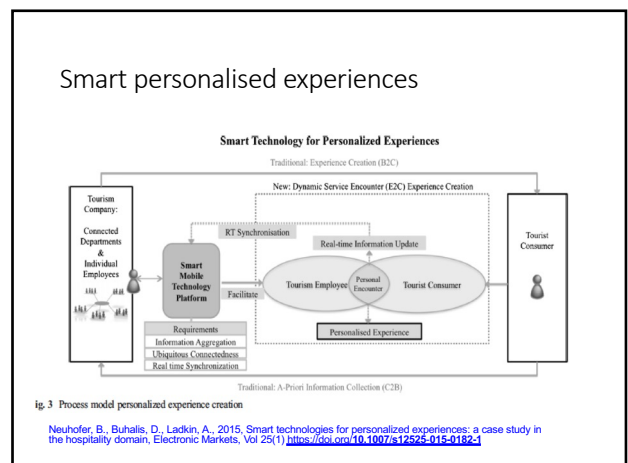 Smart personalised experiences
Smart Technology for Personalized Experiences
Traditional: Experience Creation (B2C)
New: Dynamic Service Encounter (E2C) Experience Creation
Tourism
Company:
Connected
Departments
&
Individual
Employees
RT Synchronisation
Real-time Information Update
Smart
Mobile
Technology
Platform
Facilitate
Tourism Employee
Personal
Encounter
Tourist Consumer
Tourist
Consumer
Requirements
Information Aggregation
Ubiquitous Connectedness
Real time Synchronization
Personalised Experience
Traditional: A-Priori Information Collection (C2B)
ig. 3 Process model personalized experience creation
Neuhofer, B., Buhalis, D., Ladkin, A., 2015, Smart technologies for personalized experiences: a case study in
the hospitality domain, Electronic Markets, Vol 25(1) https://doi.org/10.1007/s12525-015-0182-1